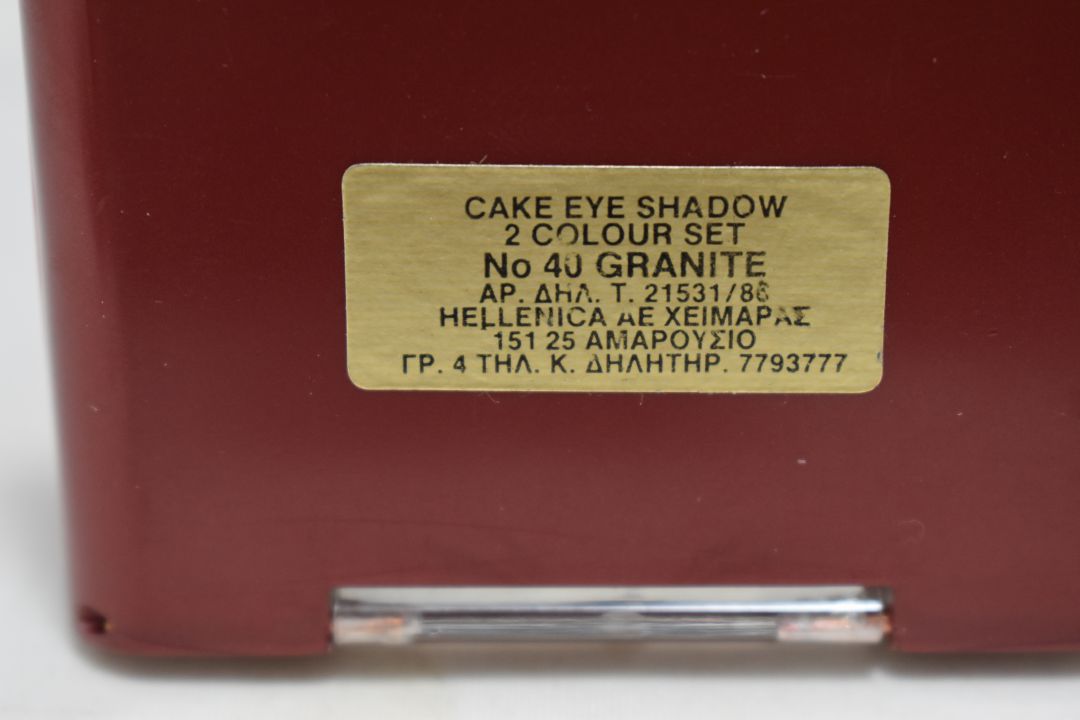 CAKE EYE SHADOW
2 COLOUR SET
No 40 GRANITE
ΑΡ. ΔΗΛ. Τ. 21531/86
HELLENICA AE ΧΕΙΜΑΡΑΣ
151 25 ΑΜΑΡΟΥΣΙΟ
ΓΡ. 4 ΤΗΛ. Κ. ΔΗΛΗΤΗΡ. 7793777